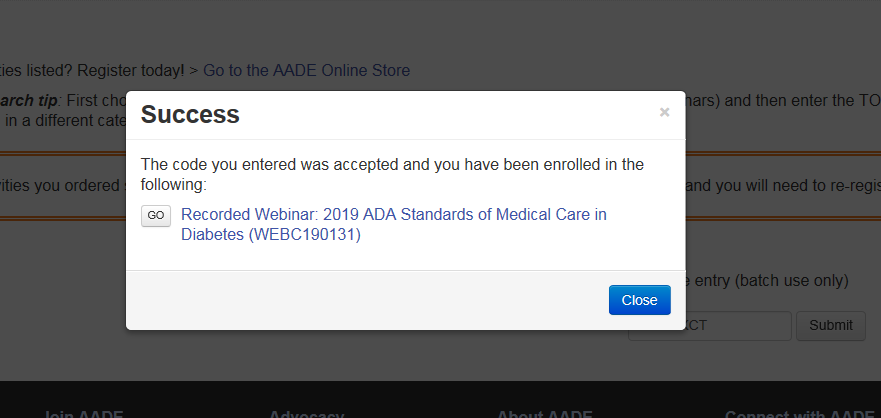 ties listed? Register today! > Go to the AADE Online Store
arch tip: First cho
nars) and then enter the TO
in a different cate
Success
×
The code you entered was accepted and you have been enrolled in the
following:
GO Recorded Webinar: 2019 ADA Standards of Medical Care in
Diabetes (WEBC190131)
vities you ordered
and you will need to re-regis
Close
e entry (batch use only)
CT Submit
Join AADE Advocacy About AADE Connect with AADE